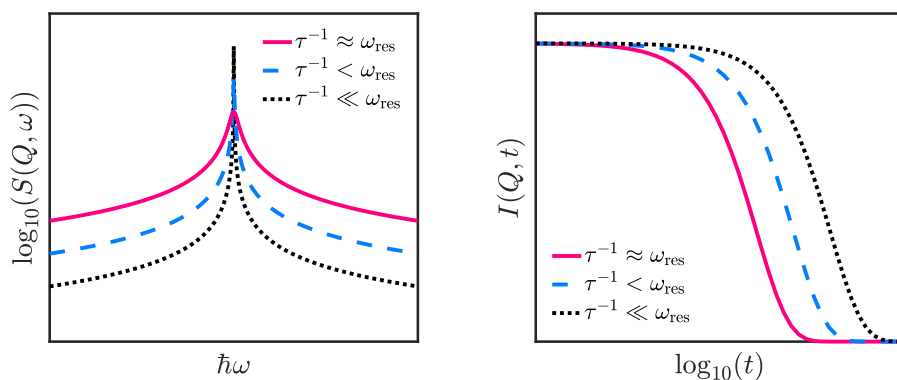 τ⁻¹ ≈ ω_res
τ⁻¹ < ω_res
τ⁻¹ ≪ ω_res
log₁₀(S(Q, ω))
ħω
I(Q, t)
τ⁻¹ ≈ ω_res
τ⁻¹ < ω_res
τ⁻¹ ≪ ω_res
log₁₀(t)